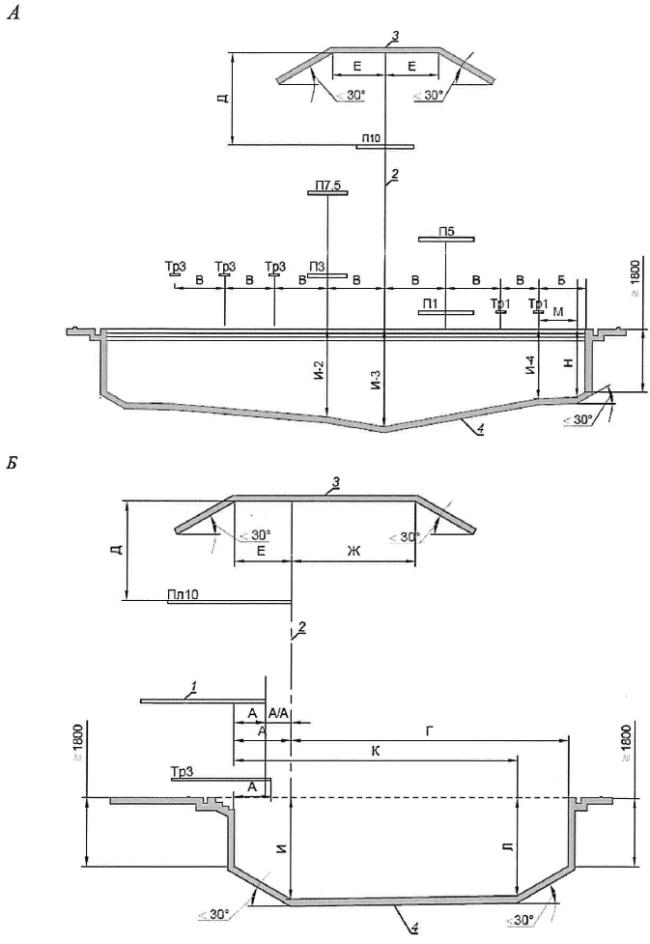 А
3
Е Е
< 30° < 30°
Д
П10
2
П7,5
П5
Тр3 Тр3 Тр3 П3
В В В В В В В Б
П1 Тр1 Тр1
М
≈ 1800
И-2 И-3 И-4 Н
< 30°
4
Б
3
< 30° < 30°
Д
Е Ж
Пл10
2
1
А А/А
А Г
К
≈ 1800 ≈ 1800
Тр3
А
И Л
< 30° < 30°
4